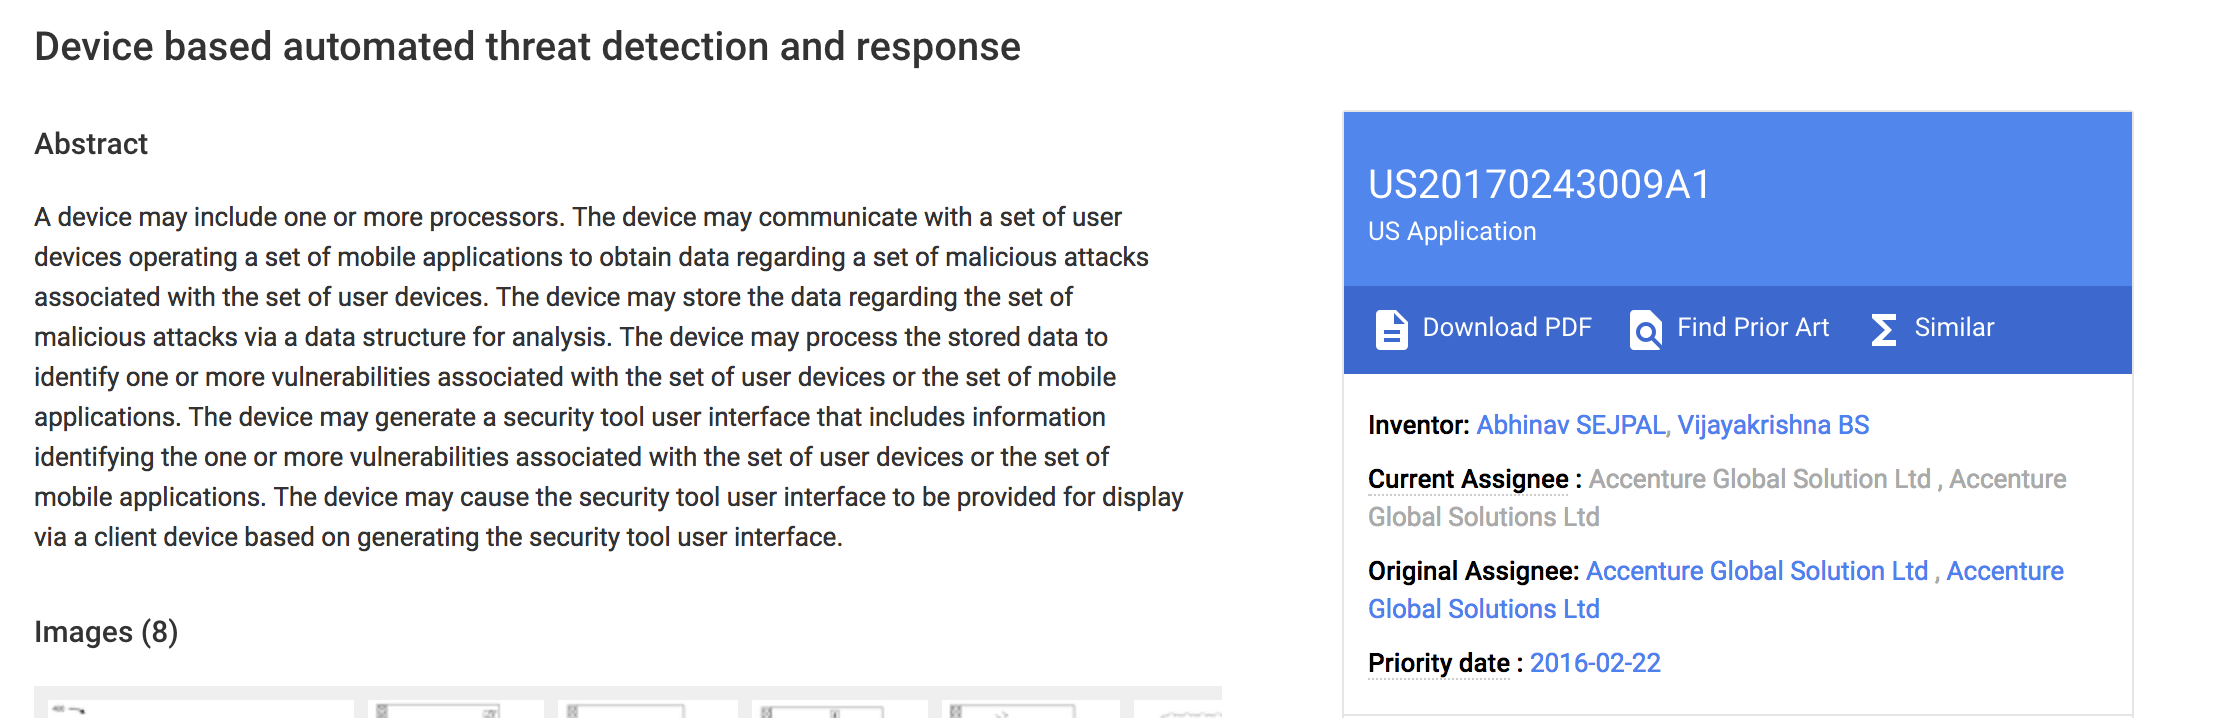 Device based automated threat detection and response
Abstract
A device may include one or more processors. The device may communicate with a set of user
devices operating a set of mobile applications to obtain data regarding a set of malicious attacks
associated with the set of user devices. The device may store the data regarding the set of
malicious attacks via a data structure for analysis. The device may process the stored data to
identify one or more vulnerabilities associated with the set of user devices or the set of mobile
applications. The device may generate a security tool user interface that includes information
identifying the one or more vulnerabilities associated with the set of user devices or the set of
mobile applications. The device may cause the security tool user interface to be provided for display
via a client device based on generating the security tool user interface.
Images (8)
US20170243009A1
US Application
Download PDF
Find Prior Art
Similar
Inventor: Abhinav SEJPAL, Vijayakrishna BS
Current Assignee : Accenture Global Solution Ltd , Accenture
Global Solutions Ltd
Original Assignee: Accenture Global Solution Ltd , Accenture
Global Solutions Ltd
Priority date : 2016-02-22